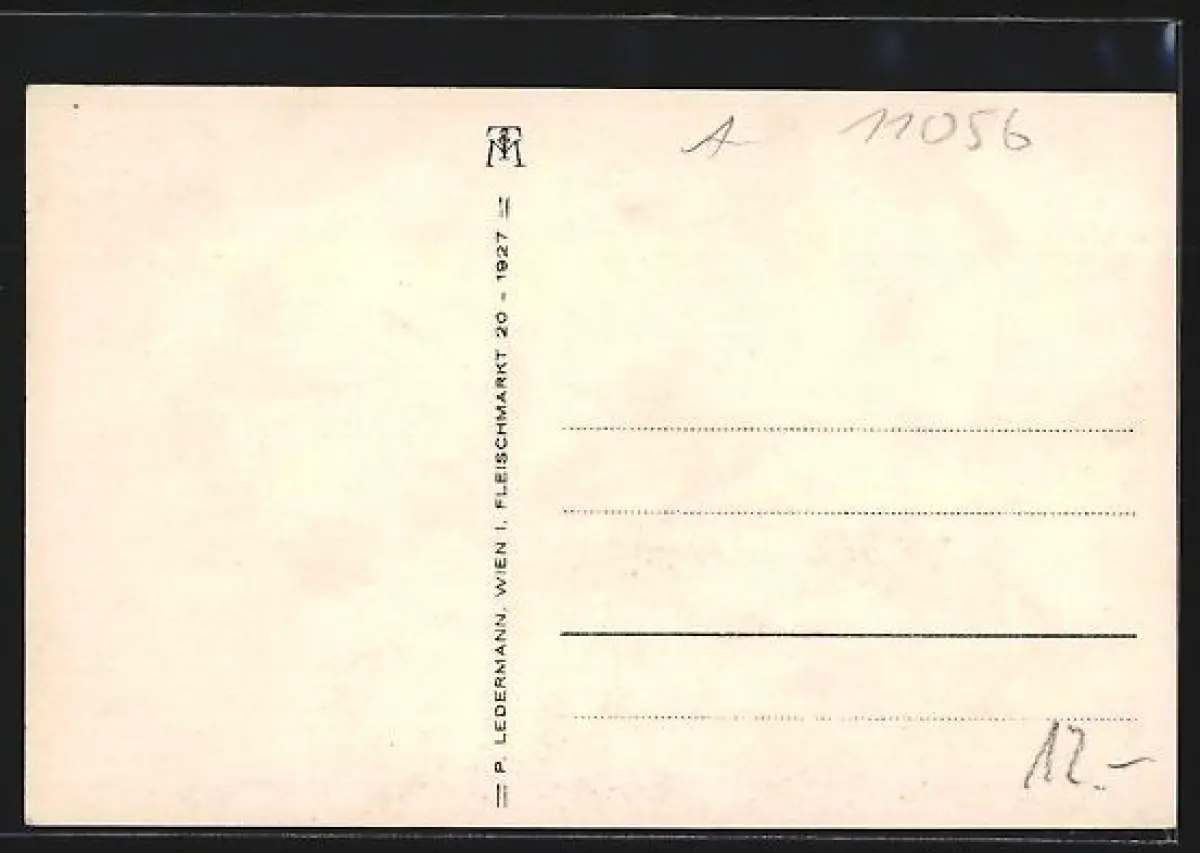 A 11056
= P. LEDERMANN, WIEN I, FLEISCHMARKT 20 - 1927 =
12.-